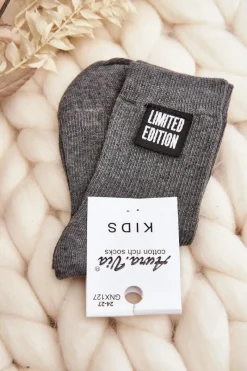 LIMITED
EDITION
KIDS
Aura.Via®
cotton rich socks
24-27
GNX127